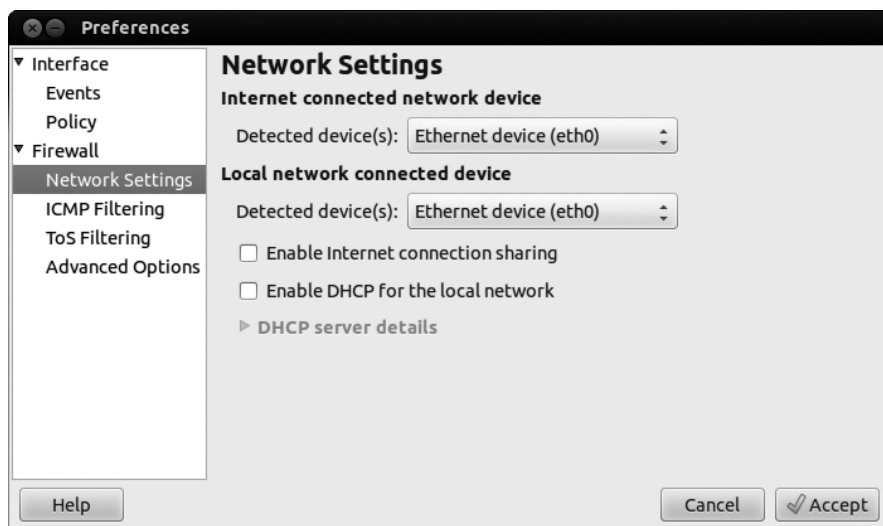 Preferences
Interface
Events
Policy
Firewall
Network Settings
ICMP Filtering
ToS Filtering
Advanced Options
Network Settings
Internet connected network device
Detected device(s): Ethernet device (eth0)
Local network connected device
Detected device(s): Ethernet device (eth0)
Enable Internet connection sharing
Enable DHCP for the local network
DHCP server details
Help
Cancel
Accept